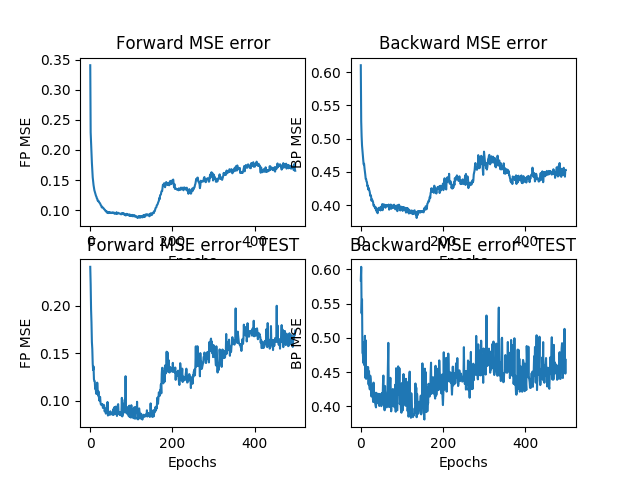 Forward MSE error
Backward MSE error
0.35
0.30
0.25
0.20
0.15
0.10
FP MSE
0
200
400
Epochs
0.60
0.55
0.50
0.45
0.40
BP MSE
0
200
400
Epochs
Forward MSE error - TEST
Backward MSE error - TEST
0.20
0.15
0.10
FP MSE
0
200
400
Epochs
0.60
0.55
0.50
0.45
0.40
BP MSE
0
200
400
Epochs